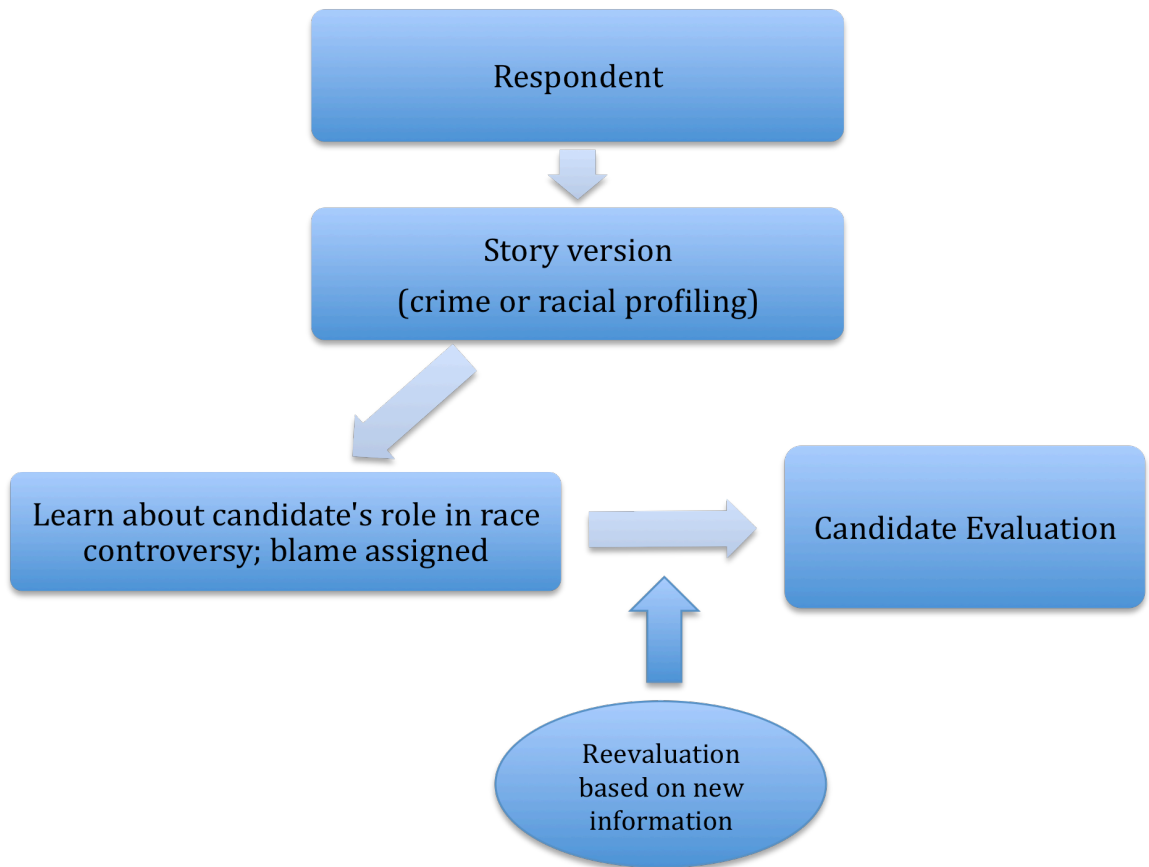 Respondent
Story version
(crime or racial profiling)
Learn about candidate's role in race
controversy; blame assigned
Candidate Evaluation
Reevaluation
based on new
information